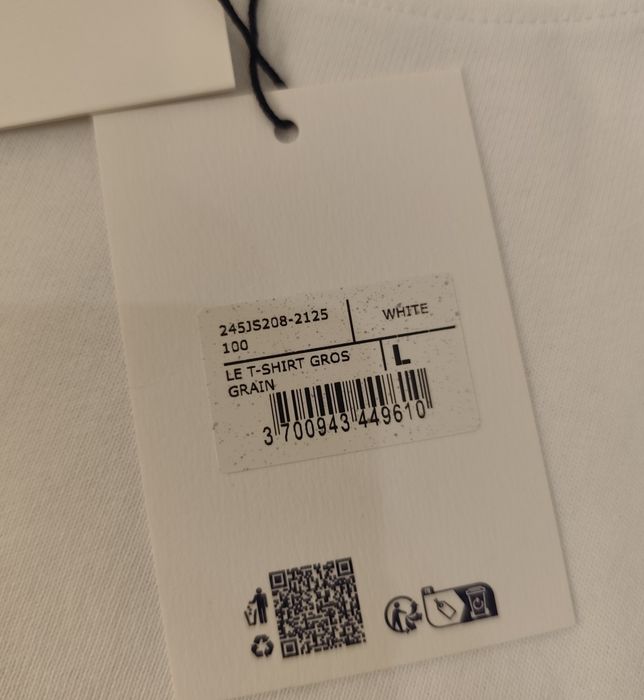 245JS208-2125
100
WHITE
LE T-SHIRT GROS
GRAIN
L
3 700943 449610